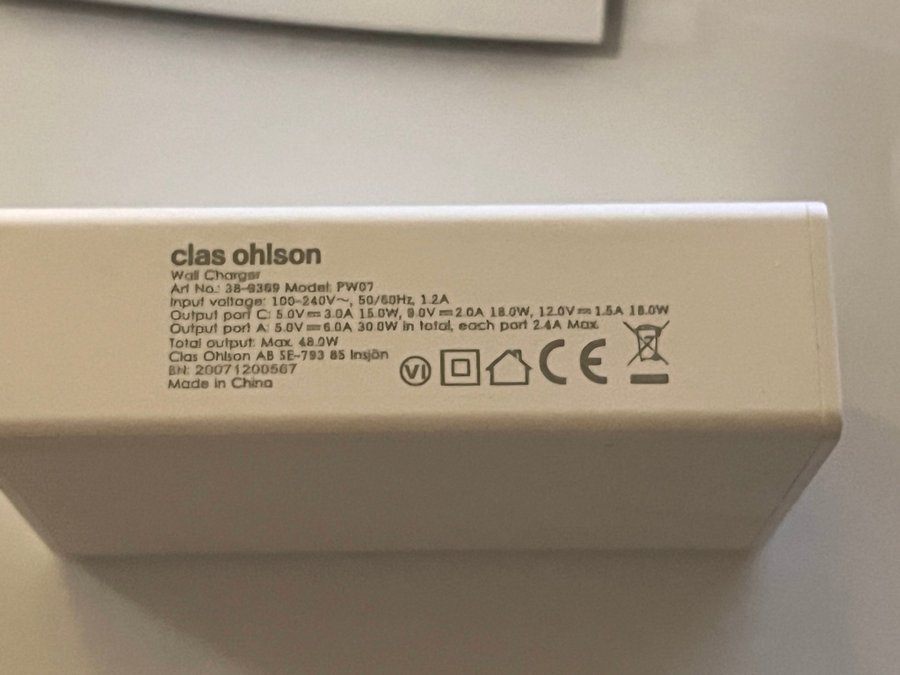 clas ohlson
Wall Charger
Art No.: 38-9369 Model: PW07
Input voltage: 100-240V~, 50/60Hz, 1.2A
Output port C: 5.0V⎓3.0A 15.0W, 9.0V⎓2.0A 18.0W, 12.0V⎓1.5A 18.0W
Output port A: 5.0V⎓6.0A 30.0W in total, each port 2.4A Max.
Total output: Max. 48.0W
Clas Ohlson AB SE-793 85 Insjön
BN: 20071200567
Made in China
VI CE